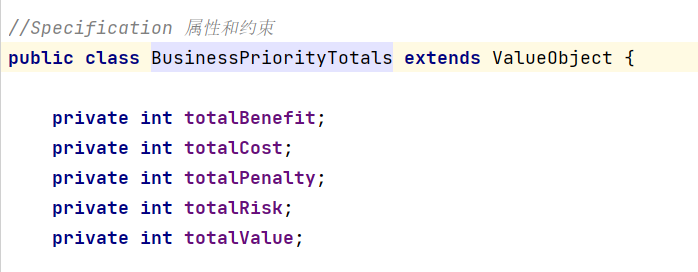 //Specification 属性和约束
public class BusinessPriorityTotals extends ValueObject {
private int totalBenefit;
private int totalCost;
private int totalPenalty;
private int totalRisk;
private int totalValue;